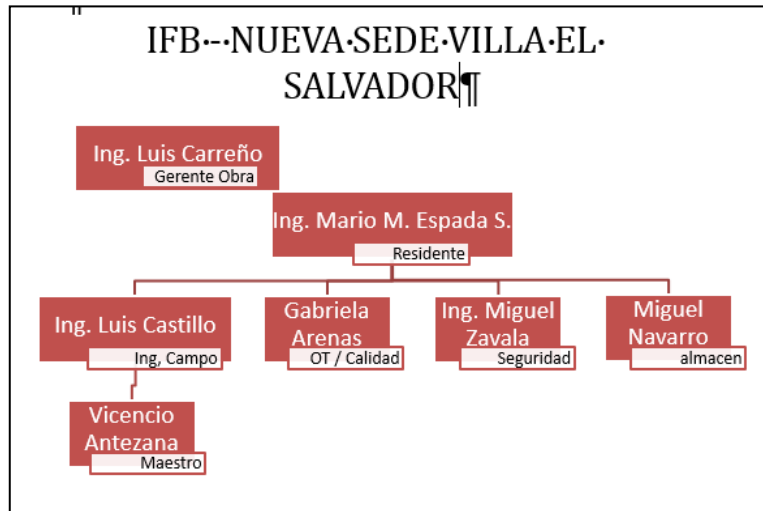 IFB·-·NUEVA·SEDE·VILLA·EL·
SALVADOR¶
Ing. Luis Carreño
Gerente Obra
Ing. Mario M. Espada S.
Residente
Ing. Luis Castillo
Ing, Campo
Gabriela
Arenas
OT / Calidad
Ing. Miguel
Zavala
Seguridad
Miguel
Navarro
almacen
Vicencio
Antezana
Maestro